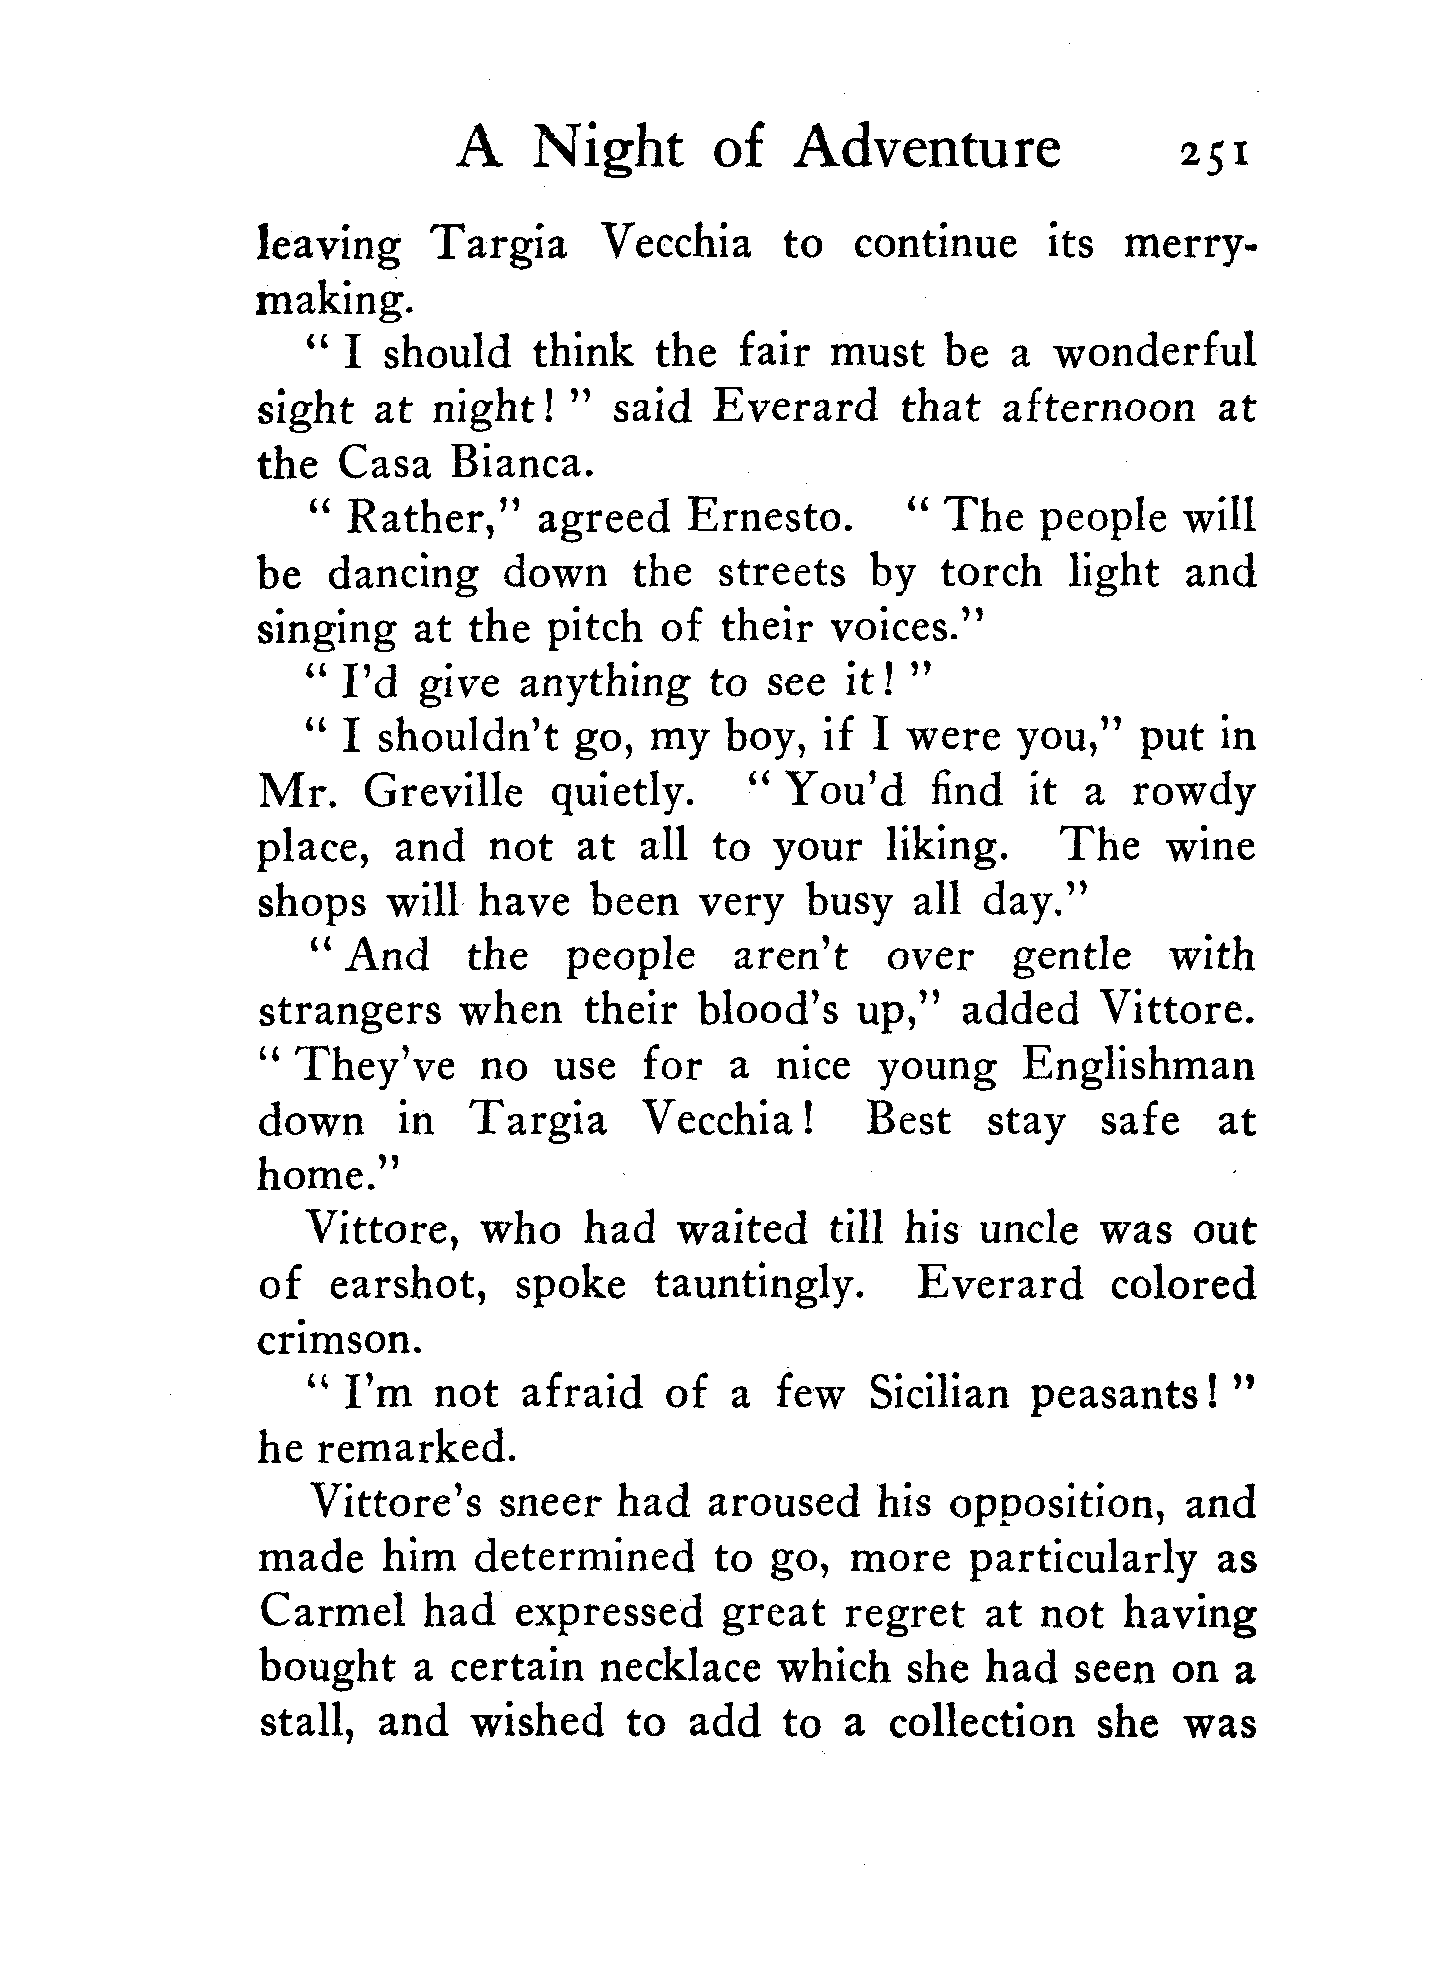 A Night of Adventure 251
leaving Targia Vecchia to continue its merry-
making.
“ I should think the fair must be a wonderful
sight at night! ” said Everard that afternoon at
the Casa Bianca.
“ Rather,” agreed Ernesto. “ The people will
be dancing down the streets by torch light and
singing at the pitch of their voices.”
“ I’d give anything to see it! ”
“ I shouldn’t go, my boy, if I were you,” put in
Mr. Greville quietly. “ You’d find it a rowdy
place, and not at all to your liking. The wine
shops will have been very busy all day.”
“ And the people aren’t over gentle with
strangers when their blood’s up,” added Vittore.
“ They’ve no use for a nice young Englishman
down in Targia Vecchia! Best stay safe at
home.”
Vittore, who had waited till his uncle was out
of earshot, spoke tauntingly. Everard colored
crimson.
“ I’m not afraid of a few Sicilian peasants! ”
he remarked.
Vittore’s sneer had aroused his opposition, and
made him determined to go, more particularly as
Carmel had expressed great regret at not having
bought a certain necklace which she had seen on a
stall, and wished to add to a collection she was